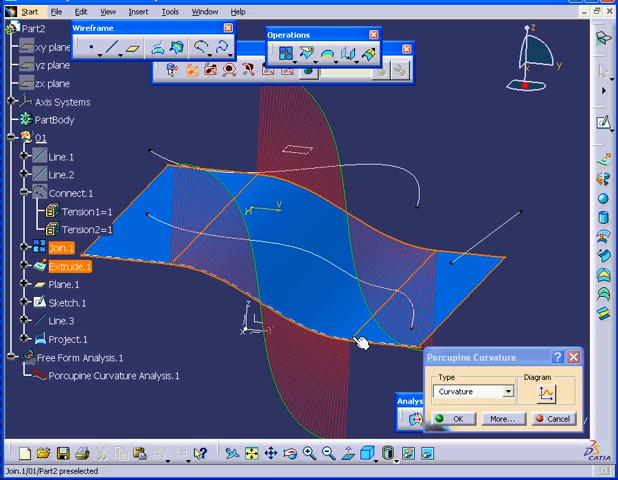 Start File Edit View Insert Tools Window Help
Part2
Wireframe
Operations
xy plane
yz plane
zx plane
Axis Systems
PartBody
01
Line.1
Line.2
Connect.1
Tension1=1
Tension2=1
Join.1
Extrude.1
Plane.1
Sketch.1
Line.3
Project.1
Free Form Analysis.1
Porcupine Curvature Analysis.1
z
y
x
H
V
Z
X
Y
Porcupine Curvature
Type
Diagram
Curvature
OK
More...
Cancel
Analys
CATIA
Join.1/01/Part2 preselected